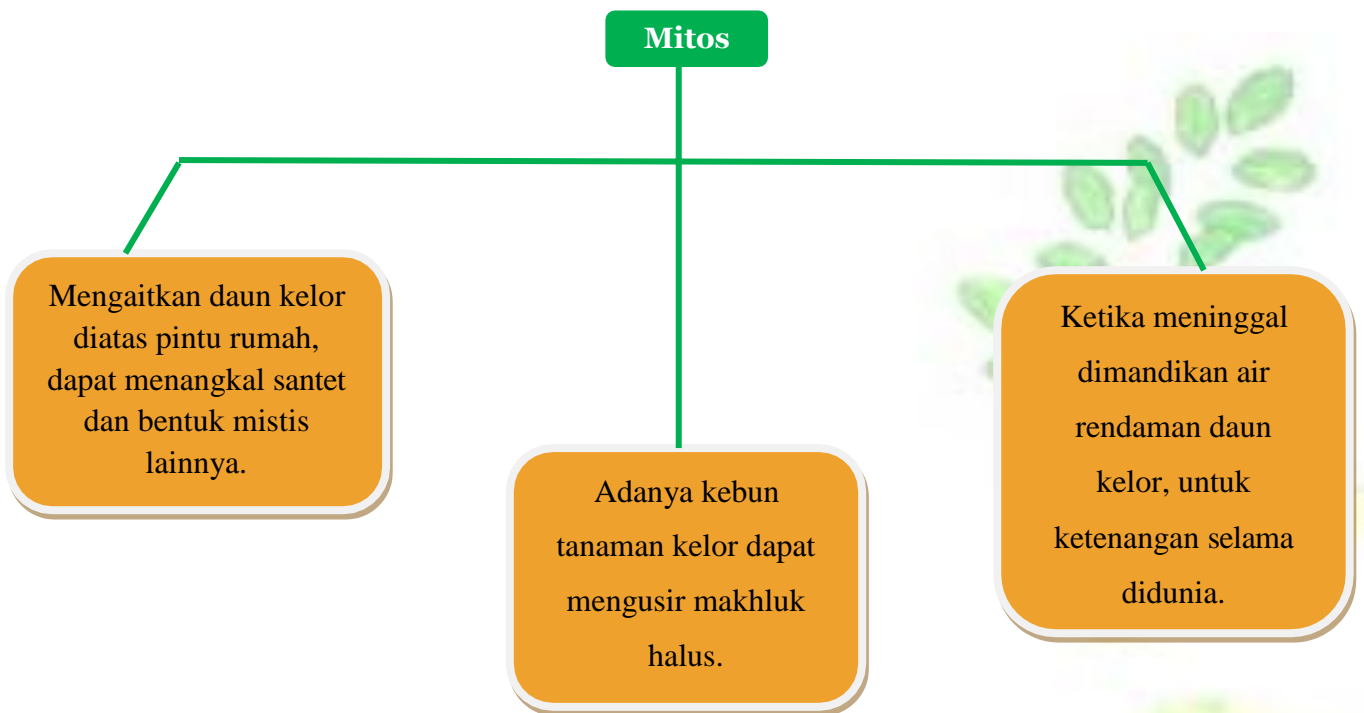 Mitos
Mengaitkan daun kelor
diatas pintu rumah,
dapat menangkal santet
dan bentuk mistis
lainnya.
Adanya kebun
tanaman kelor dapat
mengusir makhluk
halus.
Ketika meninggal
dimandikan air
rendaman daun
kelor, untuk
ketenangan selama
didunia.